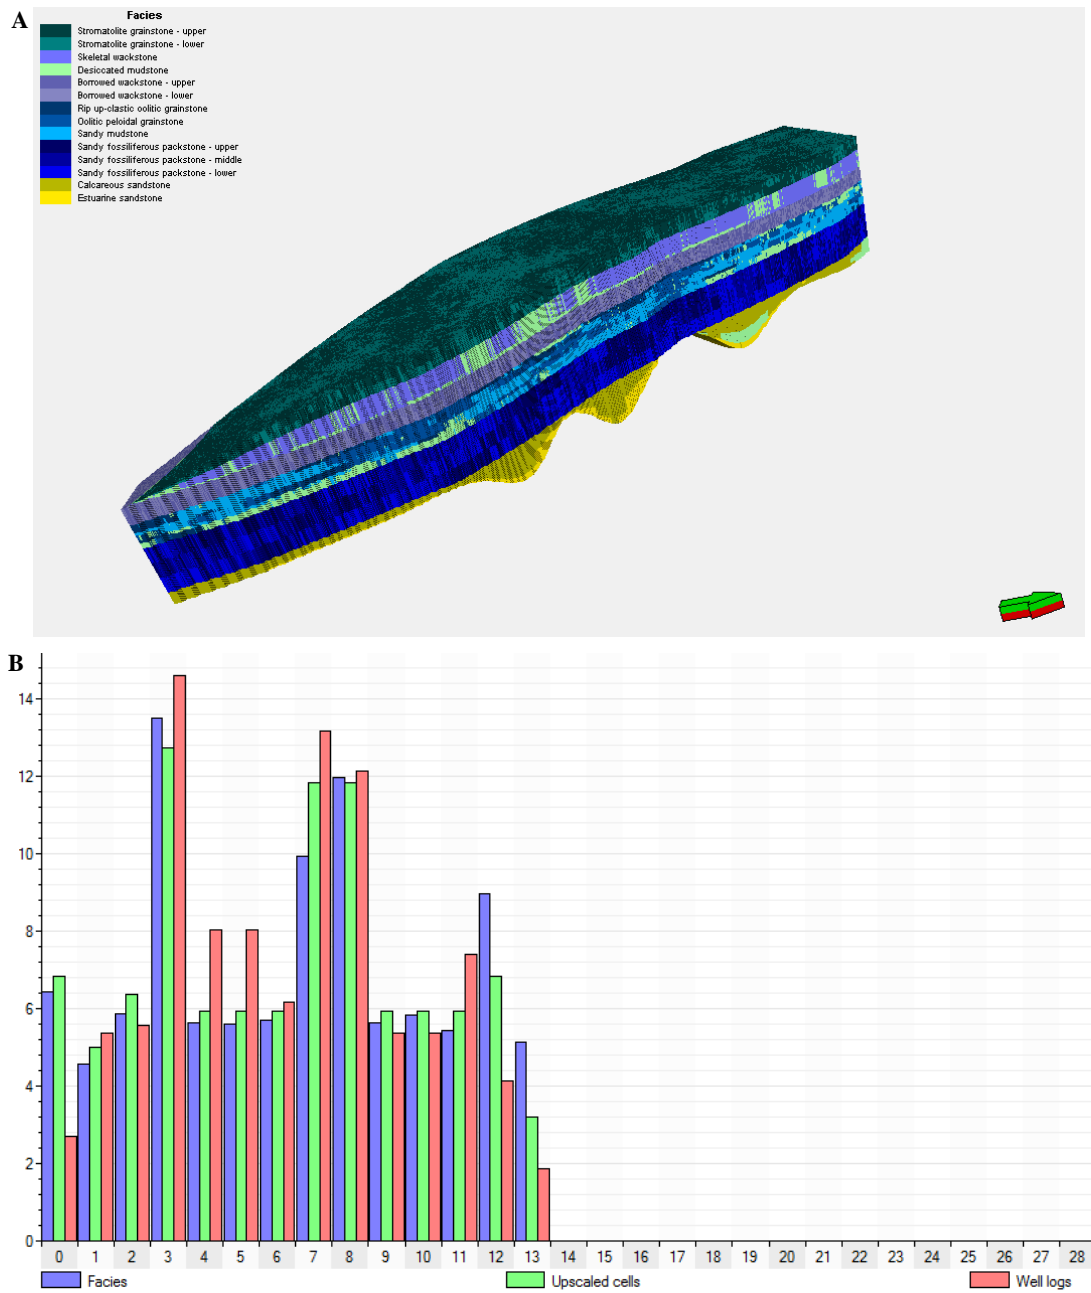 A
Facies
Stromatolite grainstone - upper
Stromatolite grainstone - lower
Skeletal wackstone
Desiccated mudstone
Borrowed wackstone - upper
Borrowed wackstone - lower
Rip up-clastic oolitic grainstone
Oolitic peloidal grainstone
Sandy mudstone
Sandy fossiliferous packstone - upper
Sandy fossiliferous packstone - middle
Sandy fossiliferous packstone - lower
Calcareous sandstone
Estuarine sandstone
B
14
12
10
8
6
4
2
0
0 1 2 3 4 5 6 7 8 9 10 11 12 13 14 15 16 17 18 19 20 21 22 23 24 25 26 27 28
Facies Upscaled cells Well logs